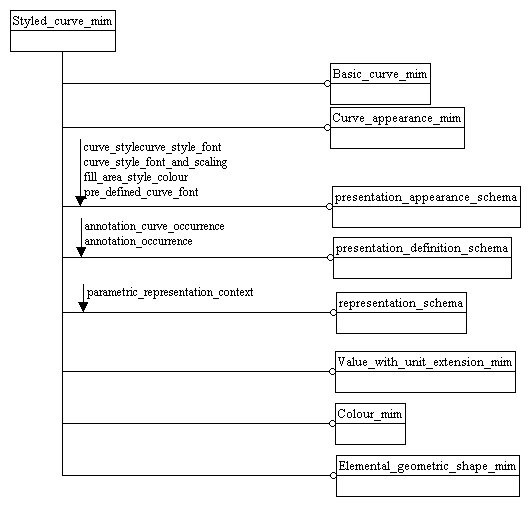 Styled_curve_mim
Basic_curve_mim
Curve_appearance_mim
curve_stylecurve_style_font
curve_style_font_and_scaling
fill_area_style_colour
pre_defined_curve_font
presentation_appearance_schema
annotation_curve_occurrence
annotation_occurrence
presentation_definition_schema
parametric_representation_context
representation_schema
Value_with_unit_extension_mim
Colour_mim
Elemental_geometric_shape_mim